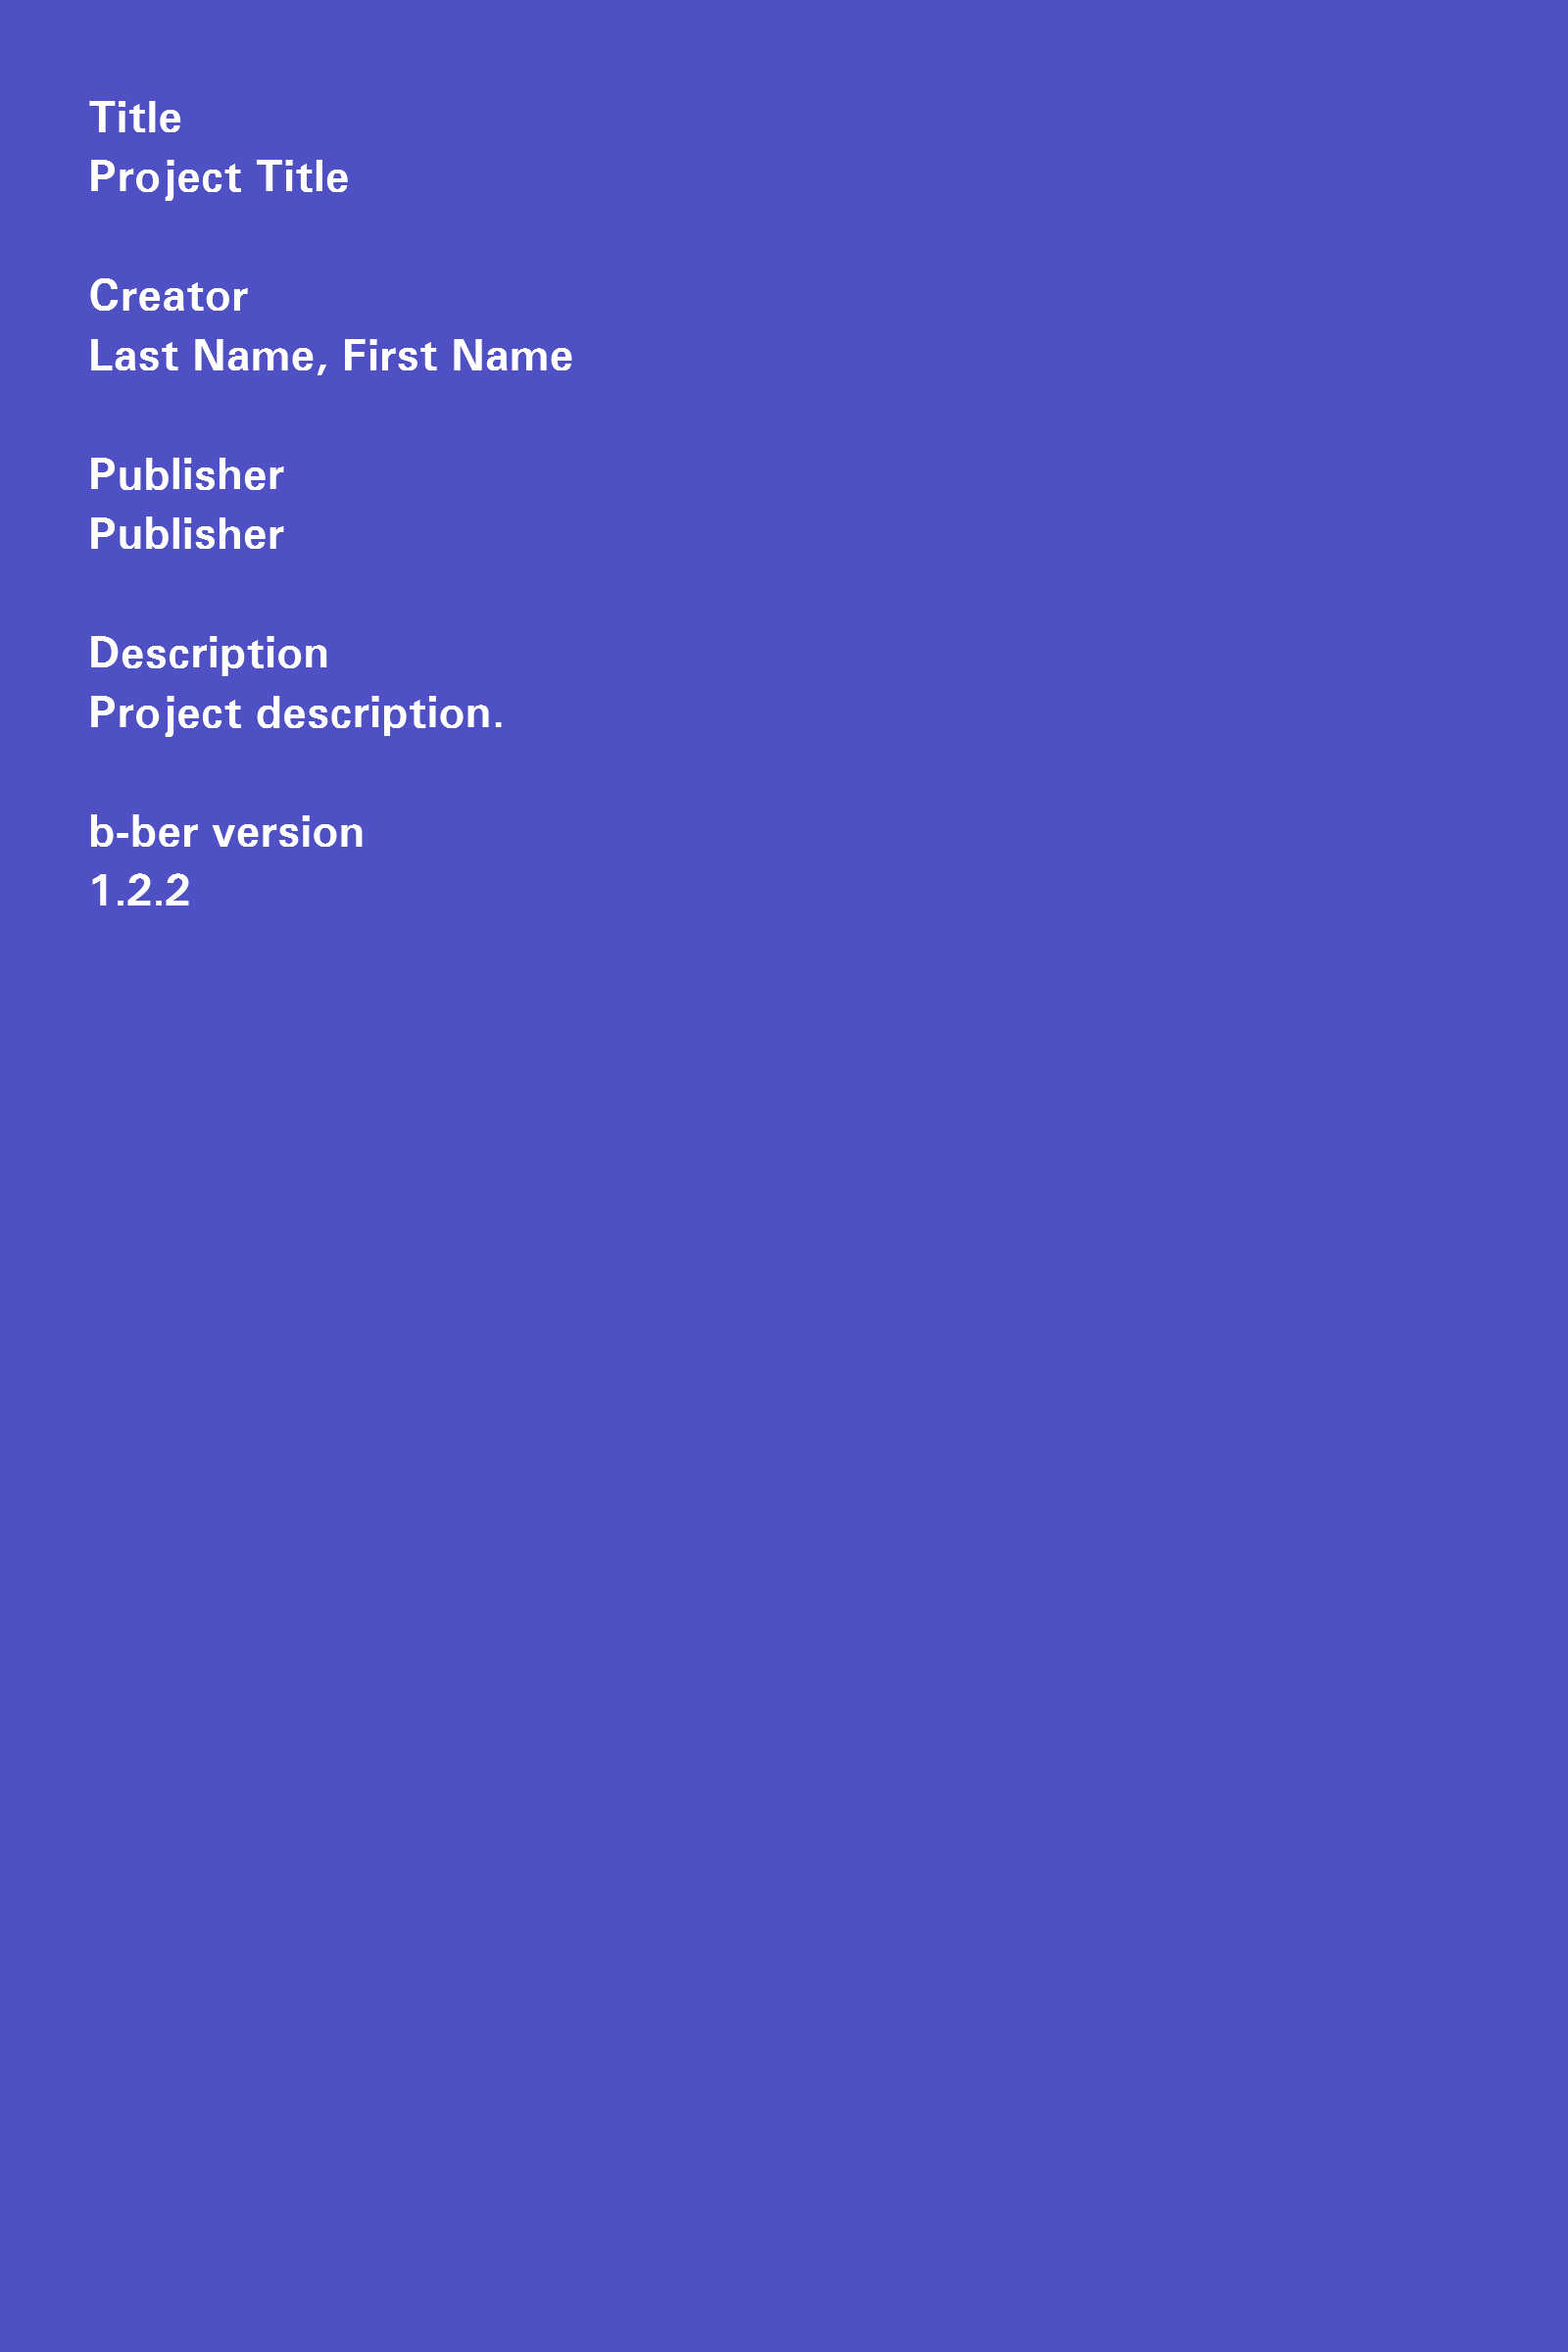 Title
Project Title
Creator
Last Name, First Name
Publisher
Publisher
Description
Project description.
b-ber version
1.2.2